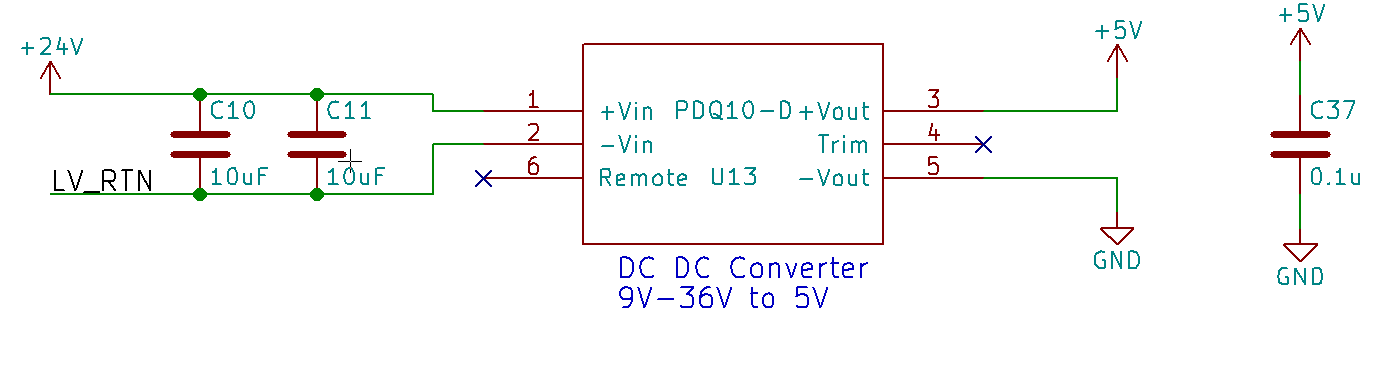 +24V
C10
10uF
C11
10uF
LV_RTN
1
2
6
+Vin
-Vin
Remote
PDQ10-D
U13
+Vout
Trim
-Vout
3
4
5
DC DC Converter
9V-36V to 5V
+5V
GND
+5V
C37
0.1u
GND